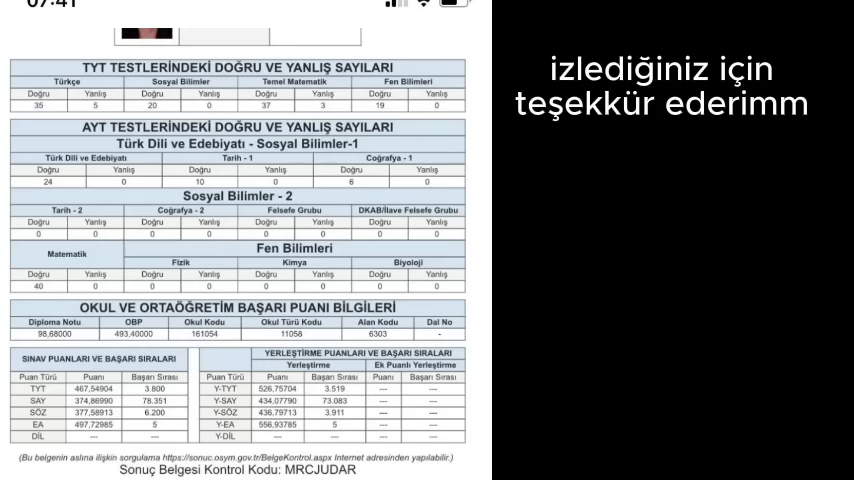 07:41
TYT TESTLERİNDEKİ DOĞRU VE YANLIŞ SAYILARI
Türkçe Sosyal Bilimler Temel Matematik Fen Bilimleri
Doğru Yanlış Doğru Yanlış Doğru Yanlış Doğru Yanlış
35 5 20 0 37 3 19 0
AYT TESTLERİNDEKİ DOĞRU VE YANLIŞ SAYILARI
Türk Dili ve Edebiyatı - Sosyal Bilimler-1
Türk Dili ve Edebiyatı Tarih - 1 Coğrafya - 1
Doğru Yanlış Doğru Yanlış Doğru Yanlış
24 0 10 0 6 0
Sosyal Bilimler - 2
Tarih - 2 Coğrafya - 2 Felsefe Grubu DKAB/İlave Felsefe Grubu
Doğru Yanlış Doğru Yanlış Doğru Yanlış Doğru Yanlış
0 0 0 0 0 0 0 0
Matematik Fen Bilimleri
Fizik Kimya Biyoloji
Doğru Yanlış Doğru Yanlış Doğru Yanlış Doğru Yanlış
40 0 0 0 0 0 0 0
OKUL VE ORTAÖĞRETİM BAŞARI PUANI BİLGİLERİ
Diploma Notu OBP Okul Kodu Okul Türü Kodu Alan Kodu Dal No
98,68000 493,40000 161054 11058 6303 -
SINAV PUANLARI VE BAŞARI SIRALARI
Puan Türü Puanı Başarı Sırası
TYT 467,54904 3.800
SAY 374,86990 78.351
SÖZ 377,58913 6.200
EA 497,72985 5
DİL --- ---
YERLEŞTİRME PUANLARI VE BAŞARI SIRALARI
Yerleştirme Ek Puanlı Yerleştirme
Puan Türü Puanı Başarı Sırası Puanı Başarı Sırası
Y-TYT 526,75704 3.519 --- ---
Y-SAY 434,07790 73.083 --- ---
Y-SÖZ 436,79713 3.911 --- ---
Y-EA 556,93785 5 --- ---
Y-DİL --- --- --- ---
(Bu belgenin aslına ilişkin sorgulama https://sonuc.osym.gov.tr/BelgeKontrol.aspx Internet adresinden yapılabilir.)
Sonuç Belgesi Kontrol Kodu: MRCJUDAR
izlediğiniz için
teşekkür ederimm